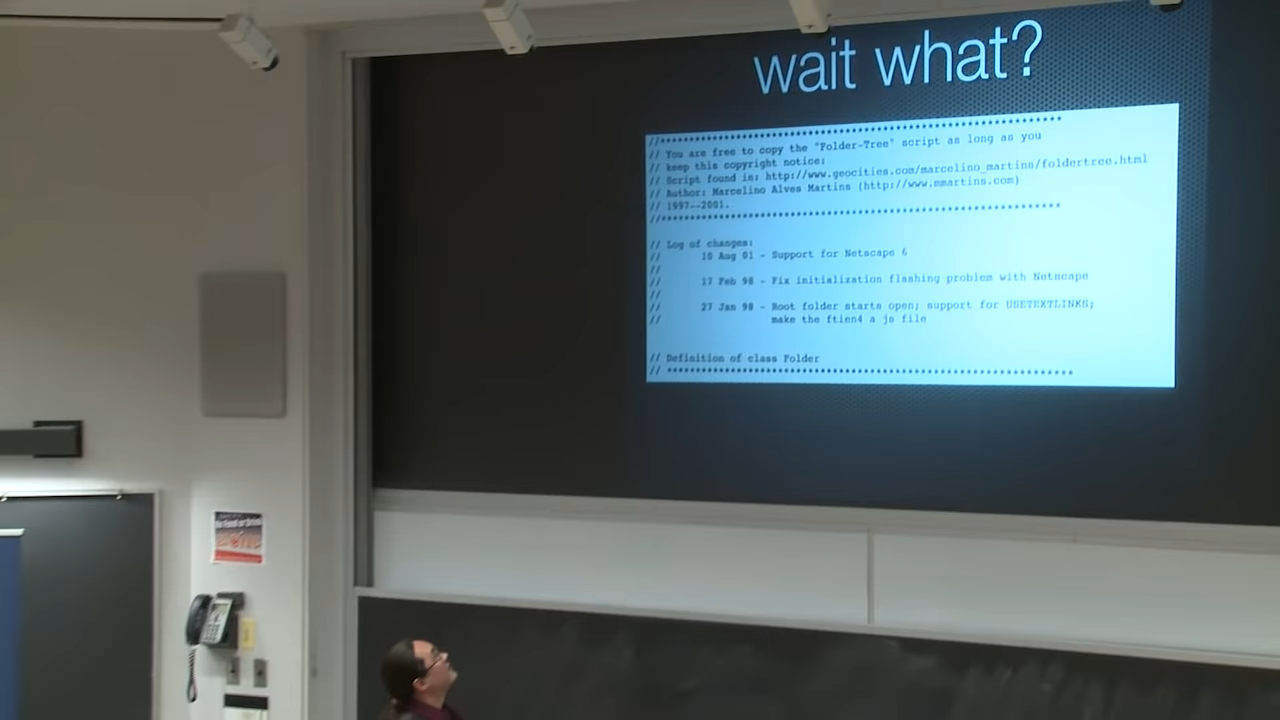 wait what?
//*********************************************************
// You are free to copy the "Folder-Tree" script as long as you
// keep this copyright notice:
// Script found in: http://www.geocities.com/marcelino_martins/foldertree.html
// Author: Marcelino Alves Martins (http://www.mmartins.com)
// 1997--2001.
//*********************************************************
// Log of changes:
// 10 Aug 01 - Support for Netscape 6
//
// 17 Feb 98 - Fix initialization flashing problem with Netscape
//
// 27 Jan 98 - Root folder starts open; support for USETEXTLINKS;
// make the ftien4 a js file
// Definition of class Folder
// *********************************************************
No Food or Drink